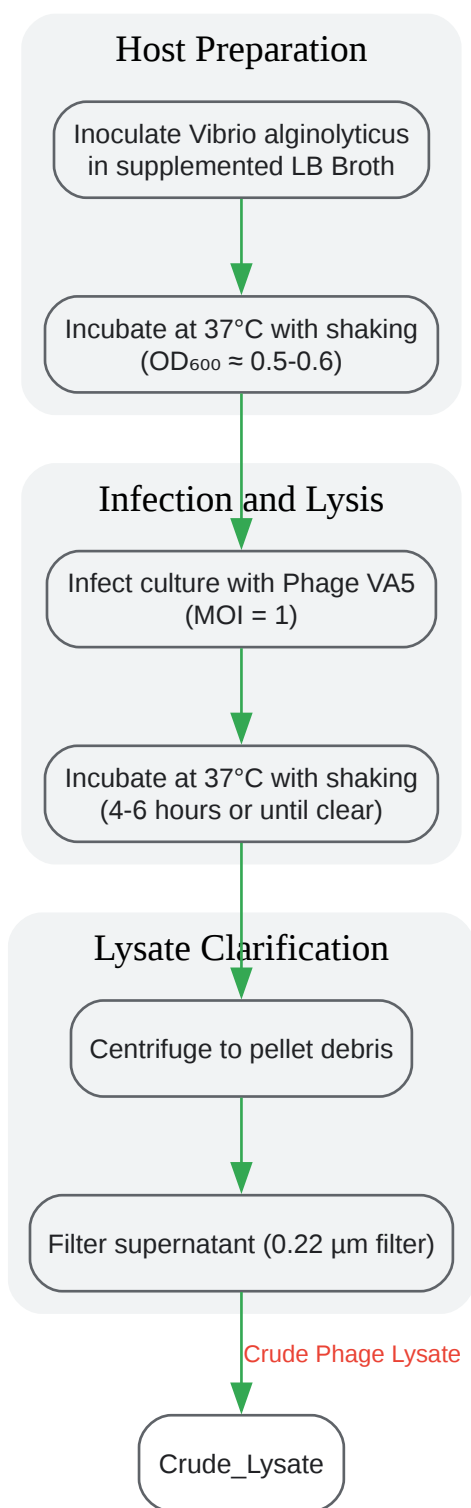 Host Preparation
Inoculate Vibrio alginolyticus
in supplemented LB Broth
Incubate at 37°C with shaking
(OD₆₀₀ ≈ 0.5-0.6)
Infection and Lysis
Infect culture with Phage VA5
(MOI = 1)
Incubate at 37°C with shaking
(4-6 hours or until clear)
Lysate Clarification
Centrifuge to pellet debris
Filter supernatant (0.22 µm filter)
Crude Phage Lysate
Crude_Lysate